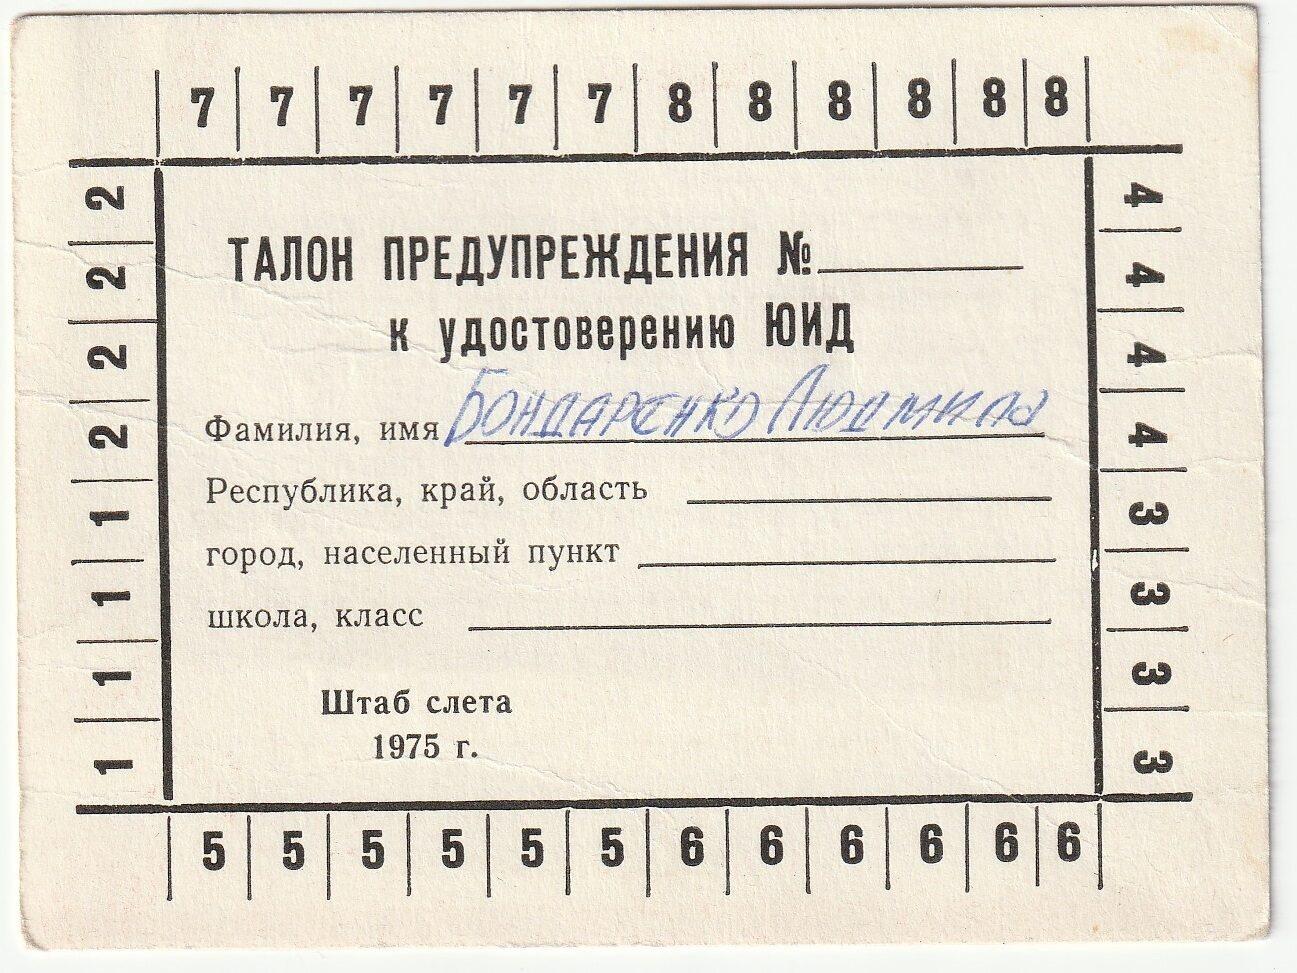 7 7 7 7 7 7 8 8 8 8 8 8
2 2 2 2 1 1 1 1
ТАЛОН ПРЕДУПРЕЖДЕНИЯ №
к удостоверению ЮИД
Фамилия, имя Бондаренко Людмила
Республика, край, область
город, населенный пункт
школа, класс
Штаб слета
1975 г.
4 4 4 4 3 3 3 3
5 5 5 5 5 5 6 6 6 6 6 6